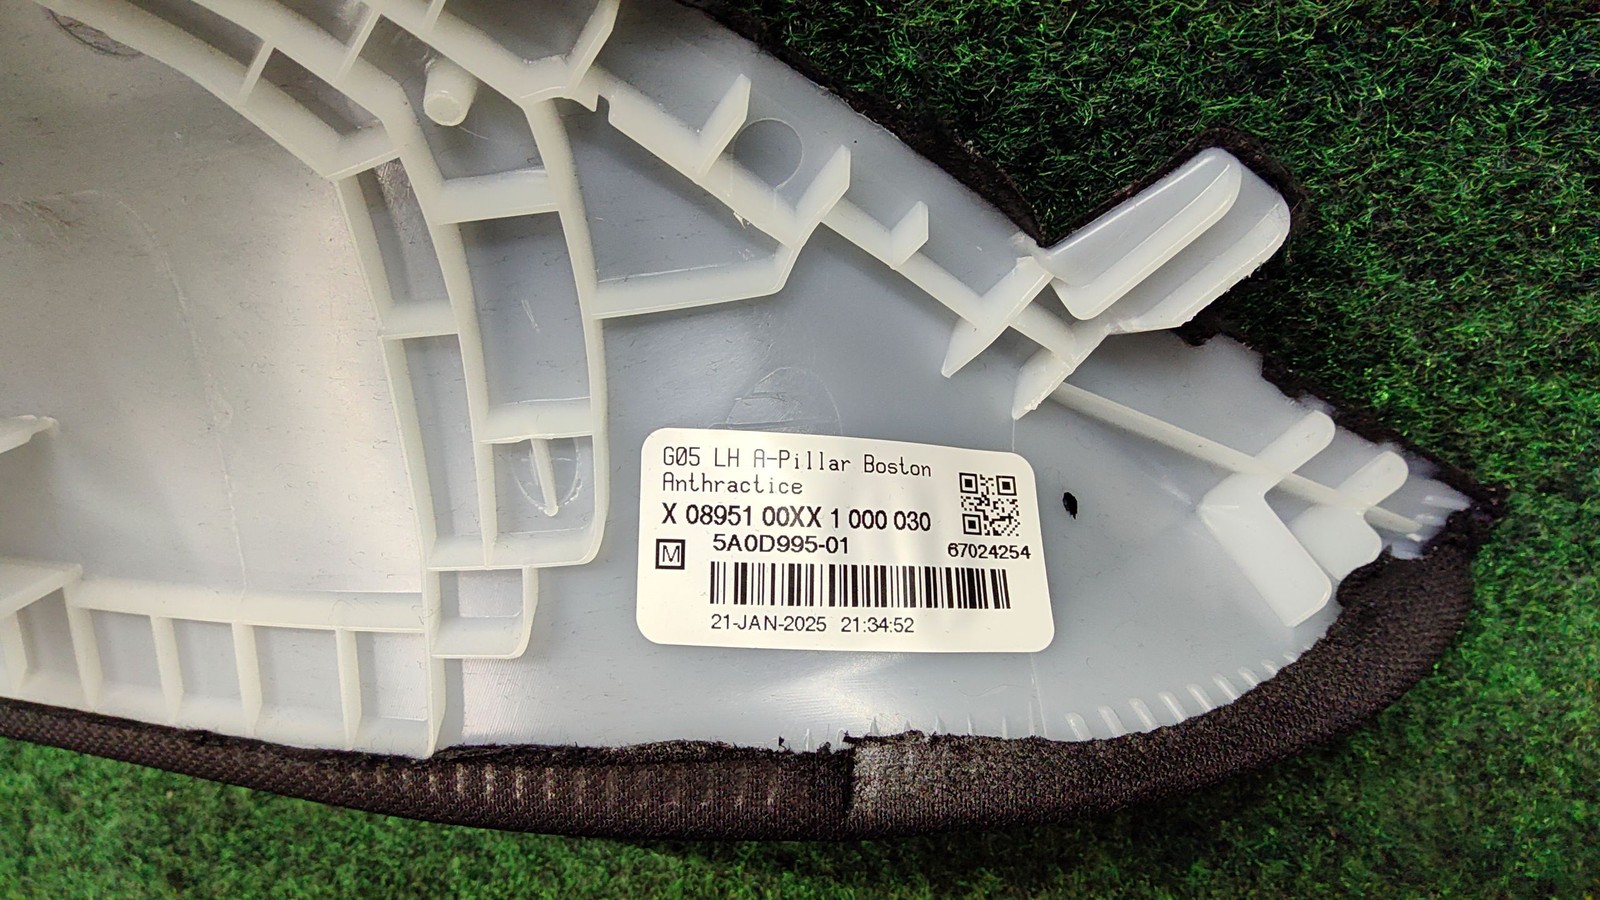 G05 LH A-Pillar Boston
Anthractice
X 08951 00XX 1 000 030
M 5A0D995-01
67024254
21-JAN-2025 21:34:52